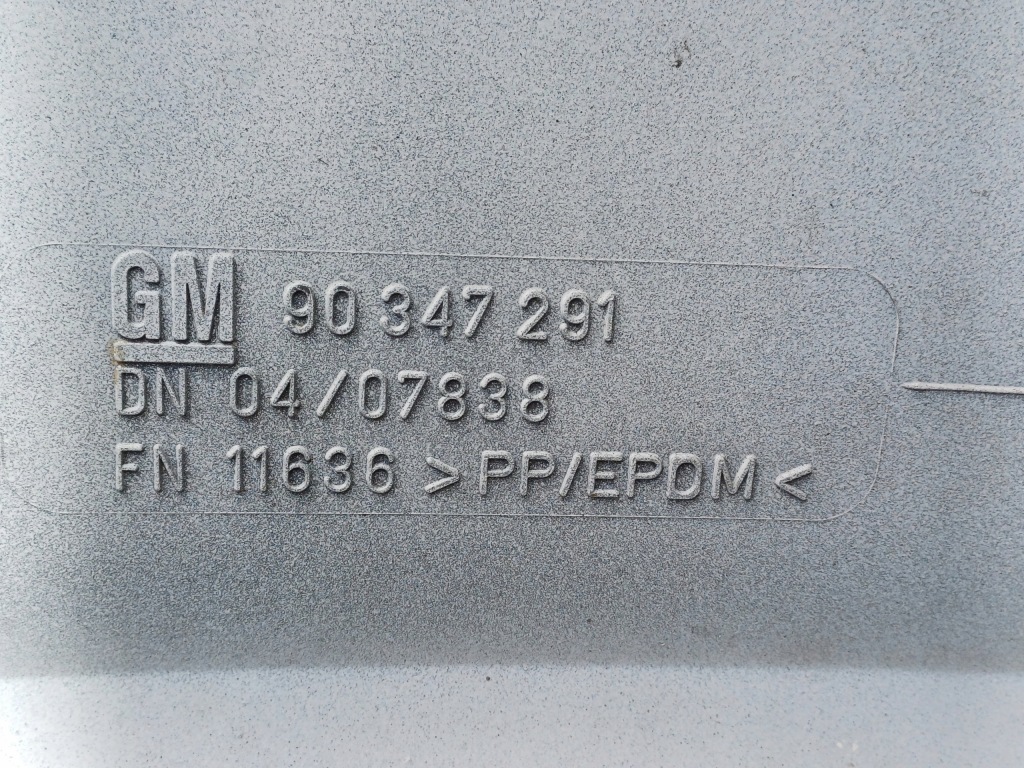 GM 90 347 291
DN 04/07838
FN 11636 >PP/EPDM<